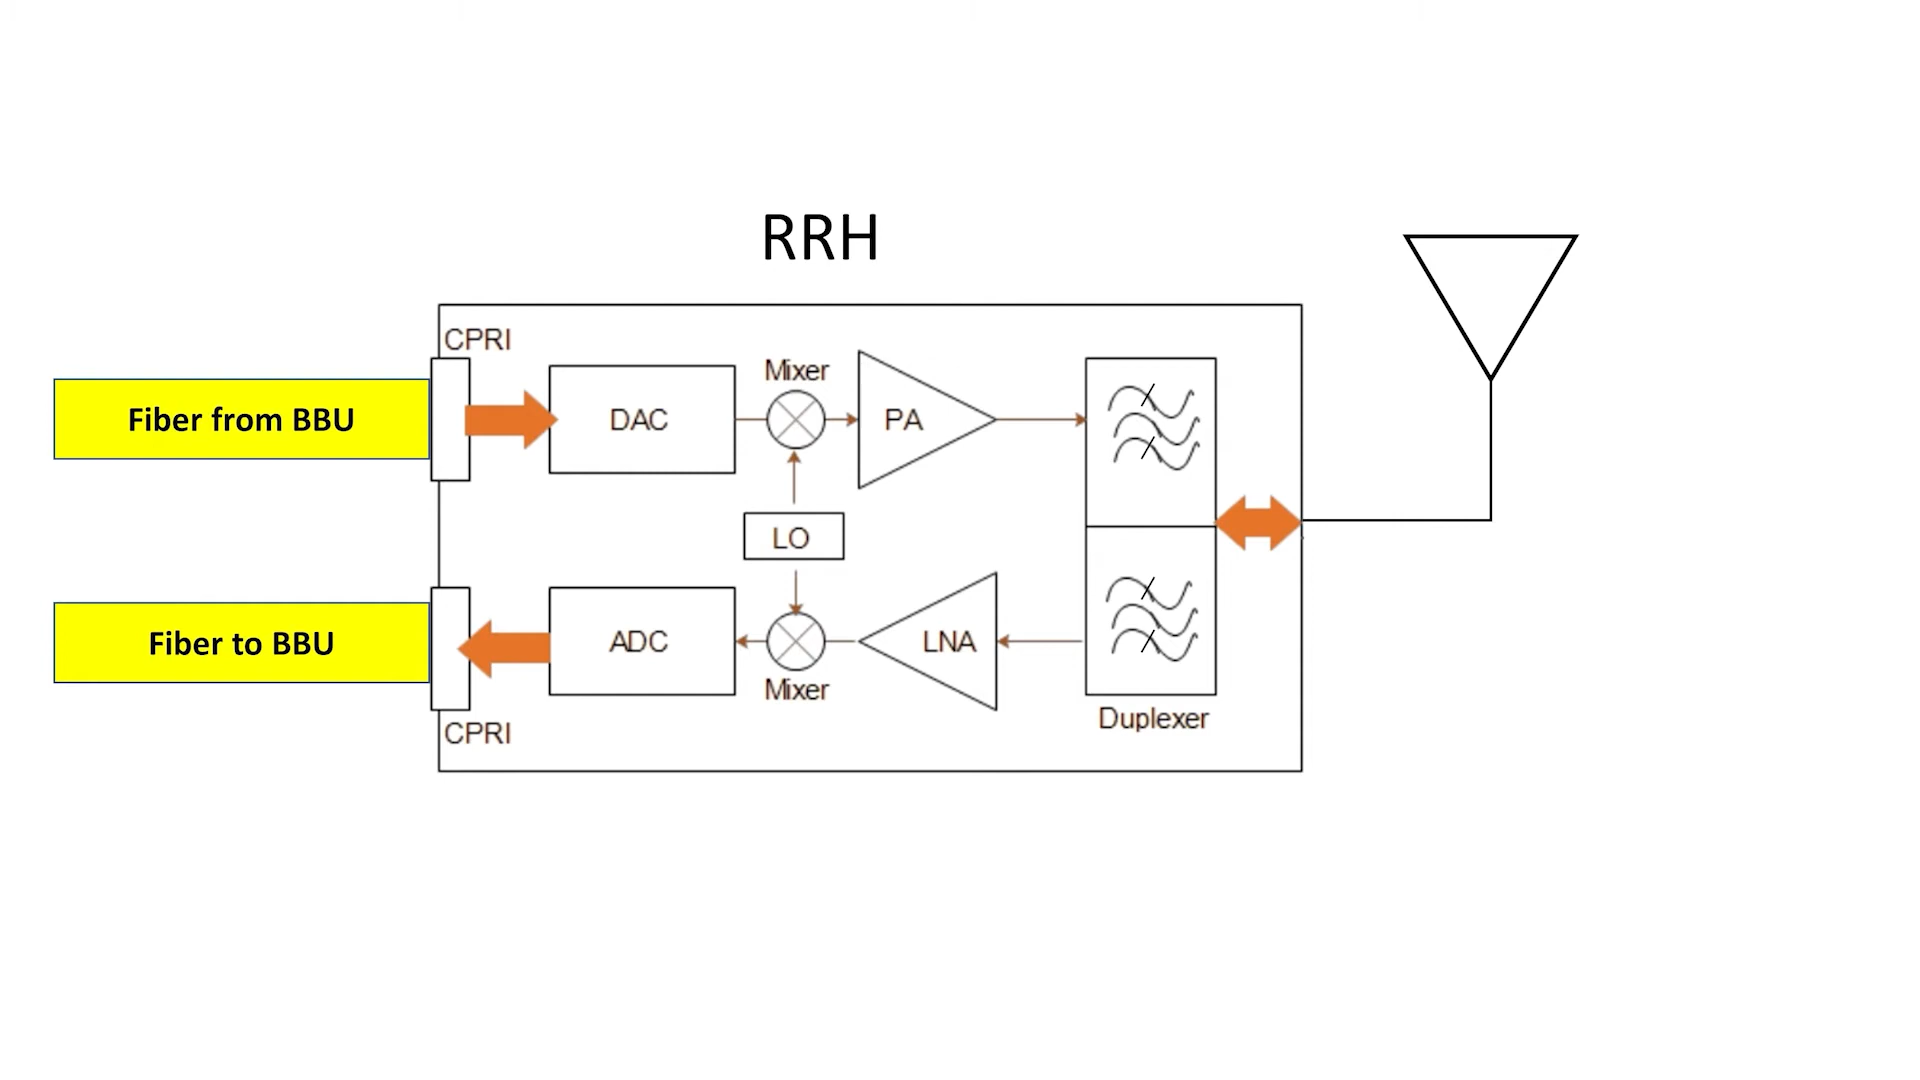 RRH
CPRI
Fiber from BBU
DAC
Mixer
PA
LO
Fiber to BBU
ADC
Mixer
LNA
Duplexer
CPRI